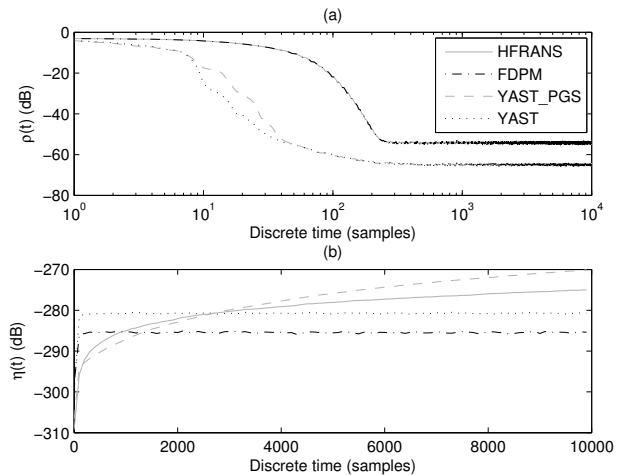 (a)
ρ(t) (dB)
0
-20
-40
-60
-80
HFRANS
FDPM
YAST_PGS
YAST
10^0
10^1
10^2
10^3
10^4
Discrete time (samples)
(b)
η(t) (dB)
-270
-280
-290
-300
-310
0
2000
4000
6000
8000
10000
Discrete time (samples)